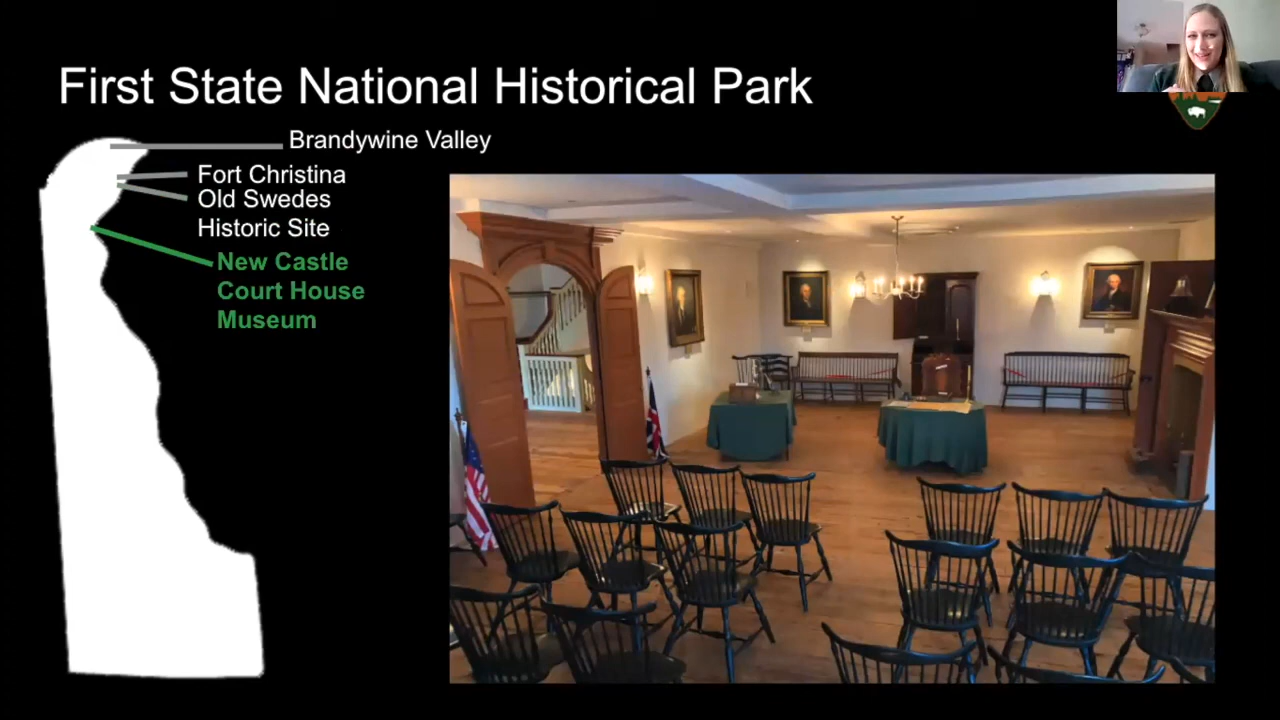 First State National Historical Park
Brandywine Valley
Fort Christina
Old Swedes
Historic Site
New Castle
Court House
Museum